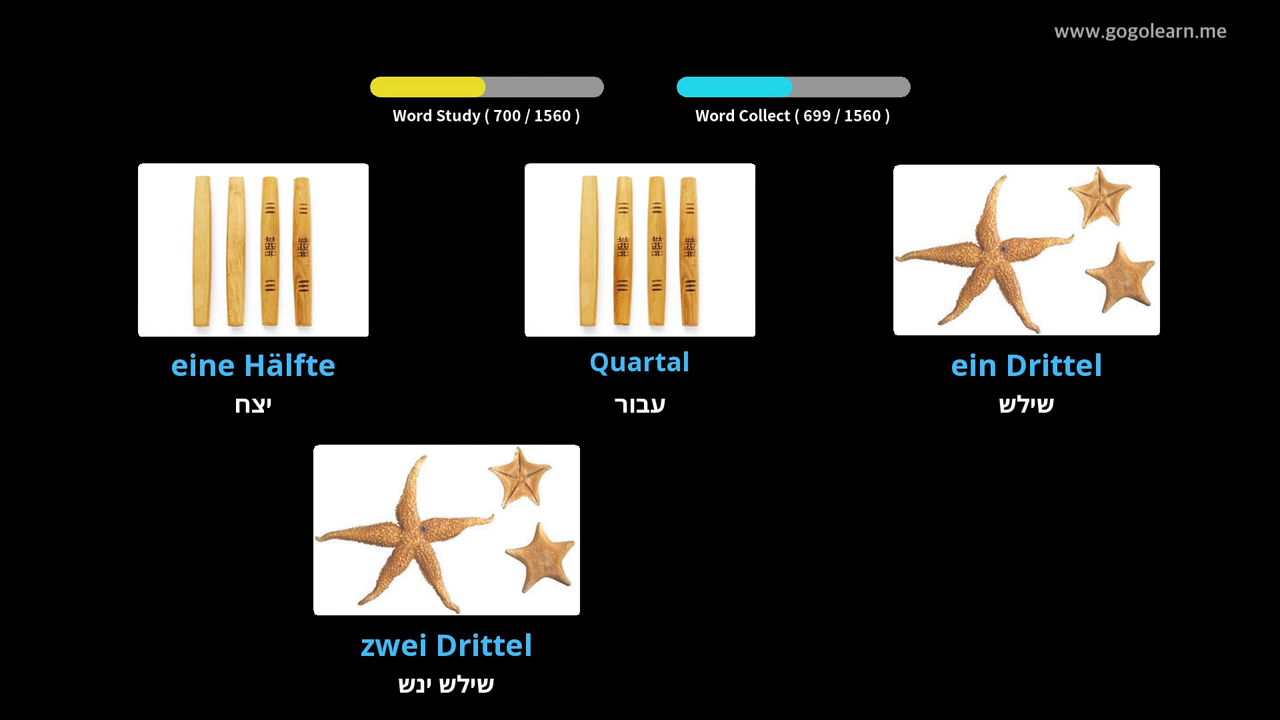 www.gogolearn.me
Word Study ( 700 / 1560 )
Word Collect ( 699 / 1560 )
eine Hälfte
יצח
Quartal
עבור
ein Drittel
שילש
zwei Drittel
שילש ינש